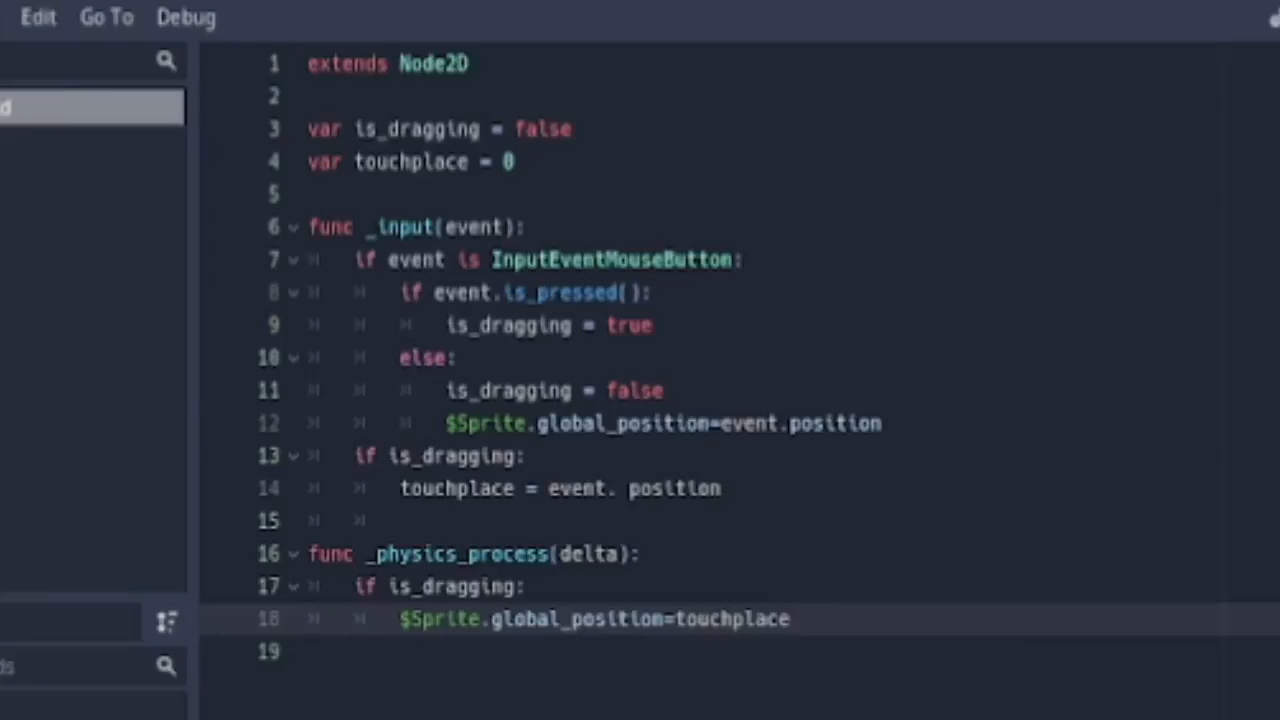 Edit Go To Debug
d
1 extends Node2D
2
3 var is_dragging = false
4 var touchplace = 0
5
6 func _input(event):
7 if event is InputEventMouseButton:
8 if event.is_pressed():
9 is_dragging = true
10 else:
11 is_dragging = false
12 $Sprite.global_position=event.position
13 if is_dragging:
14 touchplace = event. position
15
16 func _physics_process(delta):
17 if is_dragging:
18 $Sprite.global_position=touchplace
19
ds